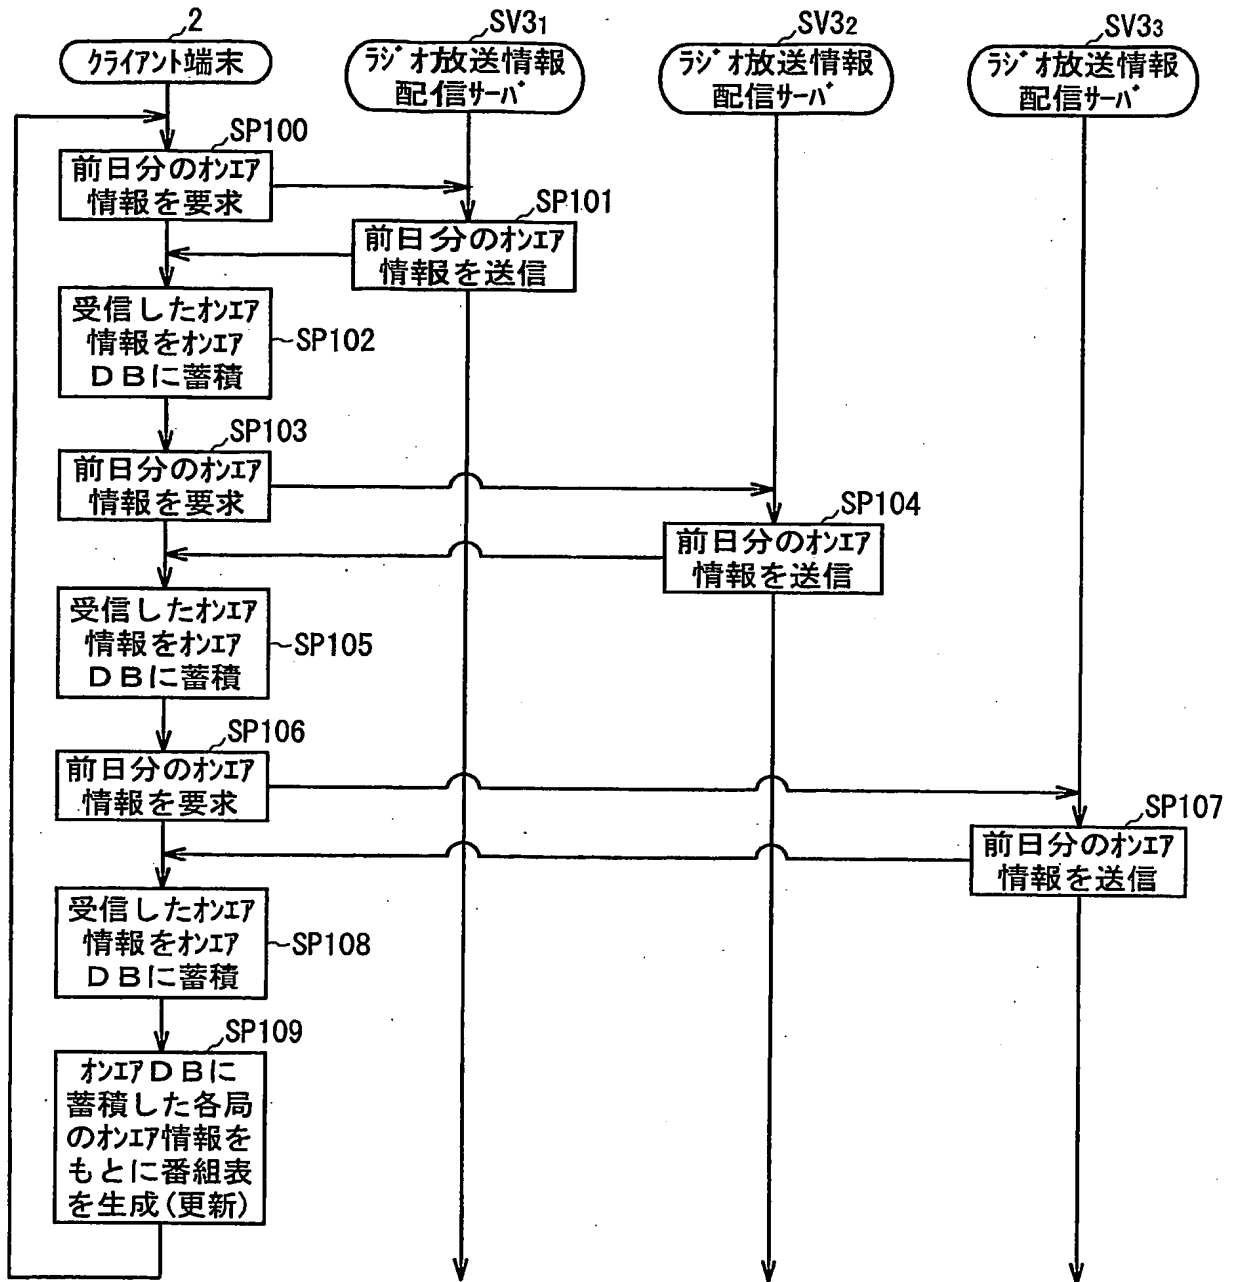 2
クライアント端末
SV31
ラジオ放送情報
配信サーバ
SV32
ラジオ放送情報
配信サーバ
SV33
ラジオ放送情報
配信サーバ
SP100
前日分のオンエア
情報を要求
SP101
前日分のオンエア
情報を送信
受信したオンエア
情報をオンエア
DBに蓄積
SP102
SP103
前日分のオンエア
情報を要求
SP104
前日分のオンエア
情報を送信
受信したオンエア
情報をオンエア
DBに蓄積
SP105
SP106
前日分のオンエア
情報を要求
SP107
前日分のオンエア
情報を送信
受信したオンエア
情報をオンエア
DBに蓄積
SP108
SP109
オンエアDBに
蓄積した各局
のオンエア情報を
もとに番組表
を生成(更新)